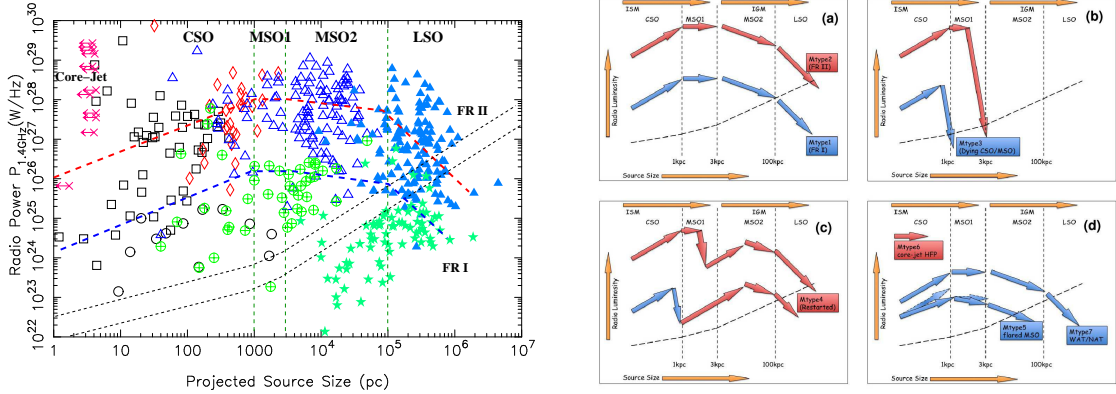 Radio Power P1.4GHz(W/Hz)
10^30
10^29
10^28
10^27
10^26
10^25
10^24
10^23
10^22
CSO MSO1 MSO2 LSO
Core-Jet
FR II
FR I
1 10 100 1000 10^4 10^5 10^6 10^7
Projected Source Size (pc)
ISM IGM
(a)
CSO MSO1 MSO2 LSO
Radio Luminosity
Mtype2
(FR II)
Mtype1
(FR I)
1kpc 3kpc 100kpc
Source Size
ISM IGM
(b)
CSO MSO1 MSO2 LSO
Radio Luminosity
Mtype3
(Dying CSO/MSO)
1kpc 3kpc 100kpc
Source Size
ISM IGM
(c)
CSO MSO1 MSO2 LSO
Radio Luminosity
Mtype4
(Restarted)
1kpc 3kpc 100kpc
Source Size
ISM IGM
(d)
CSO MSO1 MSO2 LSO
Mtype6
core-jet HFP
Radio Luminosity
Mtype5
flared MSO
Mtype7
WAT/NAT
1kpc 3kpc 100kpc
Source Size